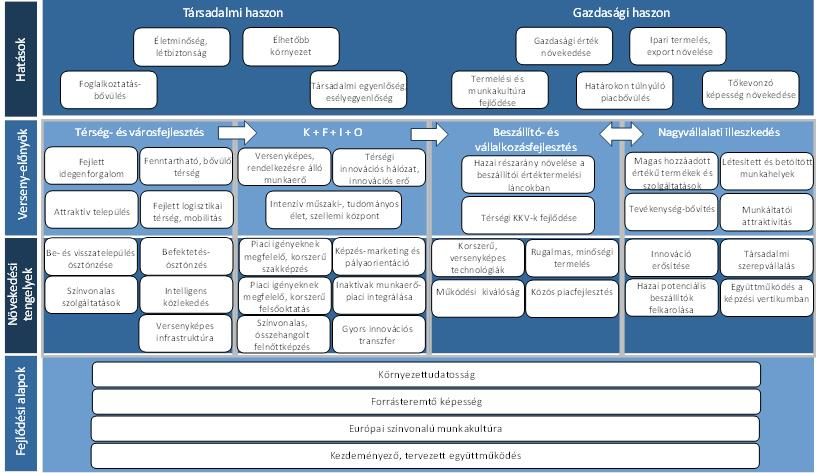 Hatások
Társadalmi haszon
Gazdasági haszon
Életminőség,
létbiztonság
Élhetőbb
környezet
Gazdasági érték
növekedése
Ipari termelés,
export növelése
Foglalkoztatás-
bővülés
Társadalmi egyenlőség,
esélyegyenlőség
Termelési és
munkakultúra
fejlődése
Határokon túlnyúló
piacbővülés
Tőkevonzó
képesség növekedése
Verseny-előnyök
Térség- és városfejlesztés
K + F + I + O
Beszállító- és
vállalkozásfejlesztés
Nagyvállalati illeszkedés
Fejlett
idegenforgalom
Fenntartható, bővülő
térség
Attraktív település
Fejlett logisztikai
térség, mobilitás
Versenyképes,
rendelkezésre álló
munkaerő
Térségi
innovációs hálózat,
innovációs erő
Intenzív műszaki-, tudományos
élet, szellemi központ
Hazai részarány növelése a
beszállítói értéktermelési
láncokban
Térségi KKV-k fejlődése
Magas hozzáadott
értékű termékek és
szolgáltatások
Létesített és betöltött
munkahelyek
Tevékenység-bővítés
Munkáltatói
attraktivitás
Növekedési
tengelyek
Be- és visszatelepülés
ösztönzése
Befektetés-
ösztönzés
Színvonalas
szolgáltatások
Intelligens
közlekedés
Versenyképes
infrastruktúra
Piaci igényeknek
megfelelő, korszerű
szakképzés
Képzés-marketing és
pályaorientáció
Piaci igényeknek
megfelelő, korszerű
felsőoktatás
Inaktívak munkaerő-
piaci integrálása
Színvonalas,
összehangolt
felnőttképzés
Gyors innovációs
transzfer
Korszerű,
versenyképes
technológiák
Rugalmas, minőségi
termelés
Működési kiválóság
Közös piacfejlesztés
Innováció
erősítése
Társadalmi
szerepvállalás
Hazai potenciális
beszállítók
felkarolása
Együttműködés a
képzési vertikumban
Fejlődési alapok
Környezettudatosság
Forrásteremtő képesség
Európai színvonalú munkakultúra
Kezdeményező, tervezett együttműködés